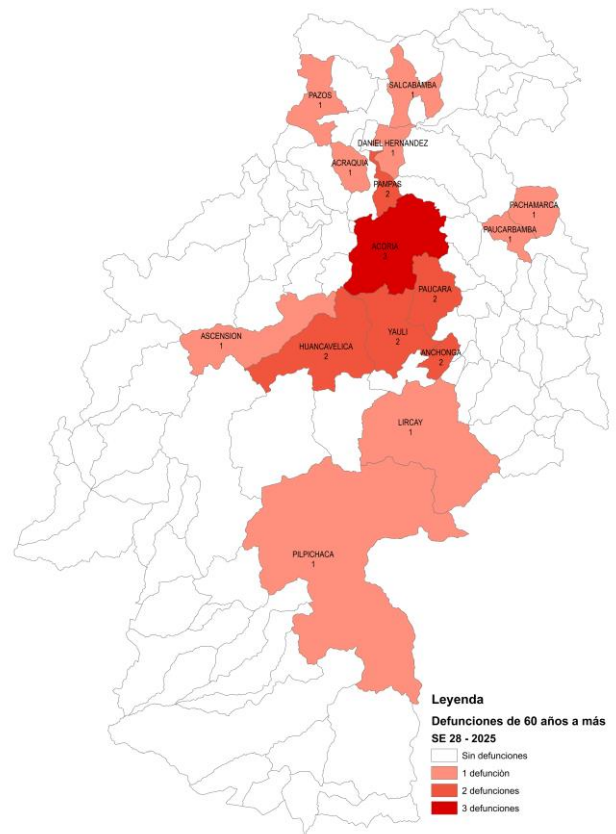 SALCABAMBA
1
PAZOS
1
DANIEL HERNANDEZ
1
ACRAQUIA
1
PAMPAS
2
PACHAMARCA
1
PAUCARBAMBA
1
ACORIA
3
PAUCARA
2
ASCENSION
1
HUANCAVELICA
2
YAULI
2
ANCHONGA
2
LIRCAY
1
PILPICHACA
1
Leyenda
Defunciones de 60 años a más
SE 28 - 2025
Sin defunciones
1 defunción
2 defunciones
3 defunciones